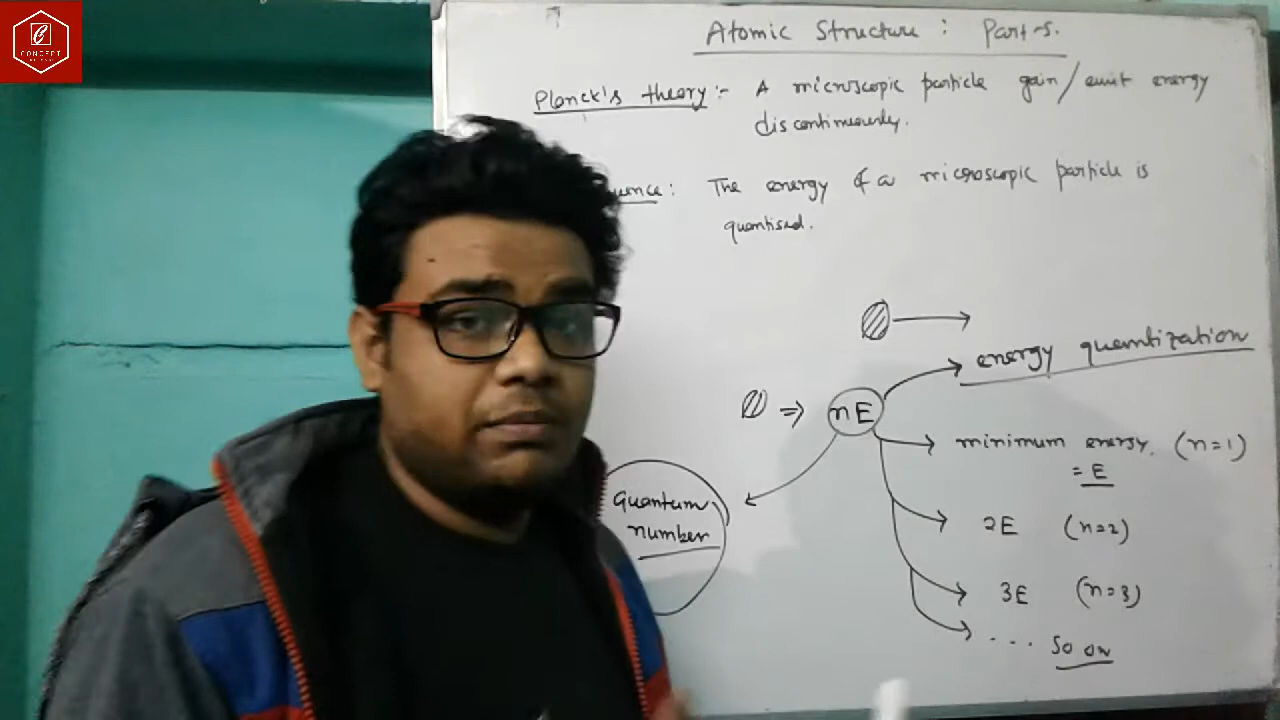 CONCEPT
Atomic Structure : Part-5.
Planck's theory :- A microscopic particle gain/emit energy
discontinuously.
uence : The energy of a microscopic particle is
quantised.
energy quantization
nE
minimum energy. (n=1)
= E
Quantum
number
2E (n=2)
3E (n=3)
... So on